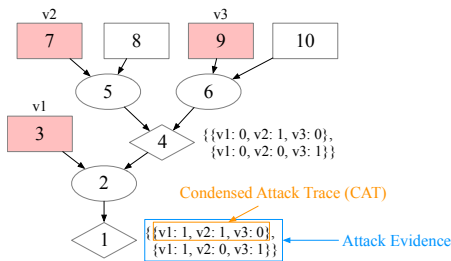 v2
v3
7
8
9
10
5
6
v1
3
4
{{v1: 0, v2: 1, v3: 0},
{v1: 0, v2: 0, v3: 1}}
2
Condensed Attack Trace (CAT)
1
{{v1: 1, v2: 1, v3: 0},
{v1: 1, v2: 0, v3: 1}}
Attack Evidence